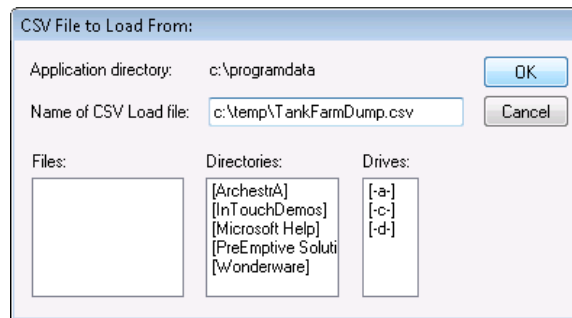 CSV File to Load From:
Application directory: c:\programdata
OK
Name of CSV Load file: c:\temp\TankFarmDump.csv
Cancel
Files: Directories: Drives:
[ArchestrA] [-a-]
[InTouchDemos] [-c-]
[Microsoft Help] [-d-]
[PreEmptive Soluti
[Wonderware]